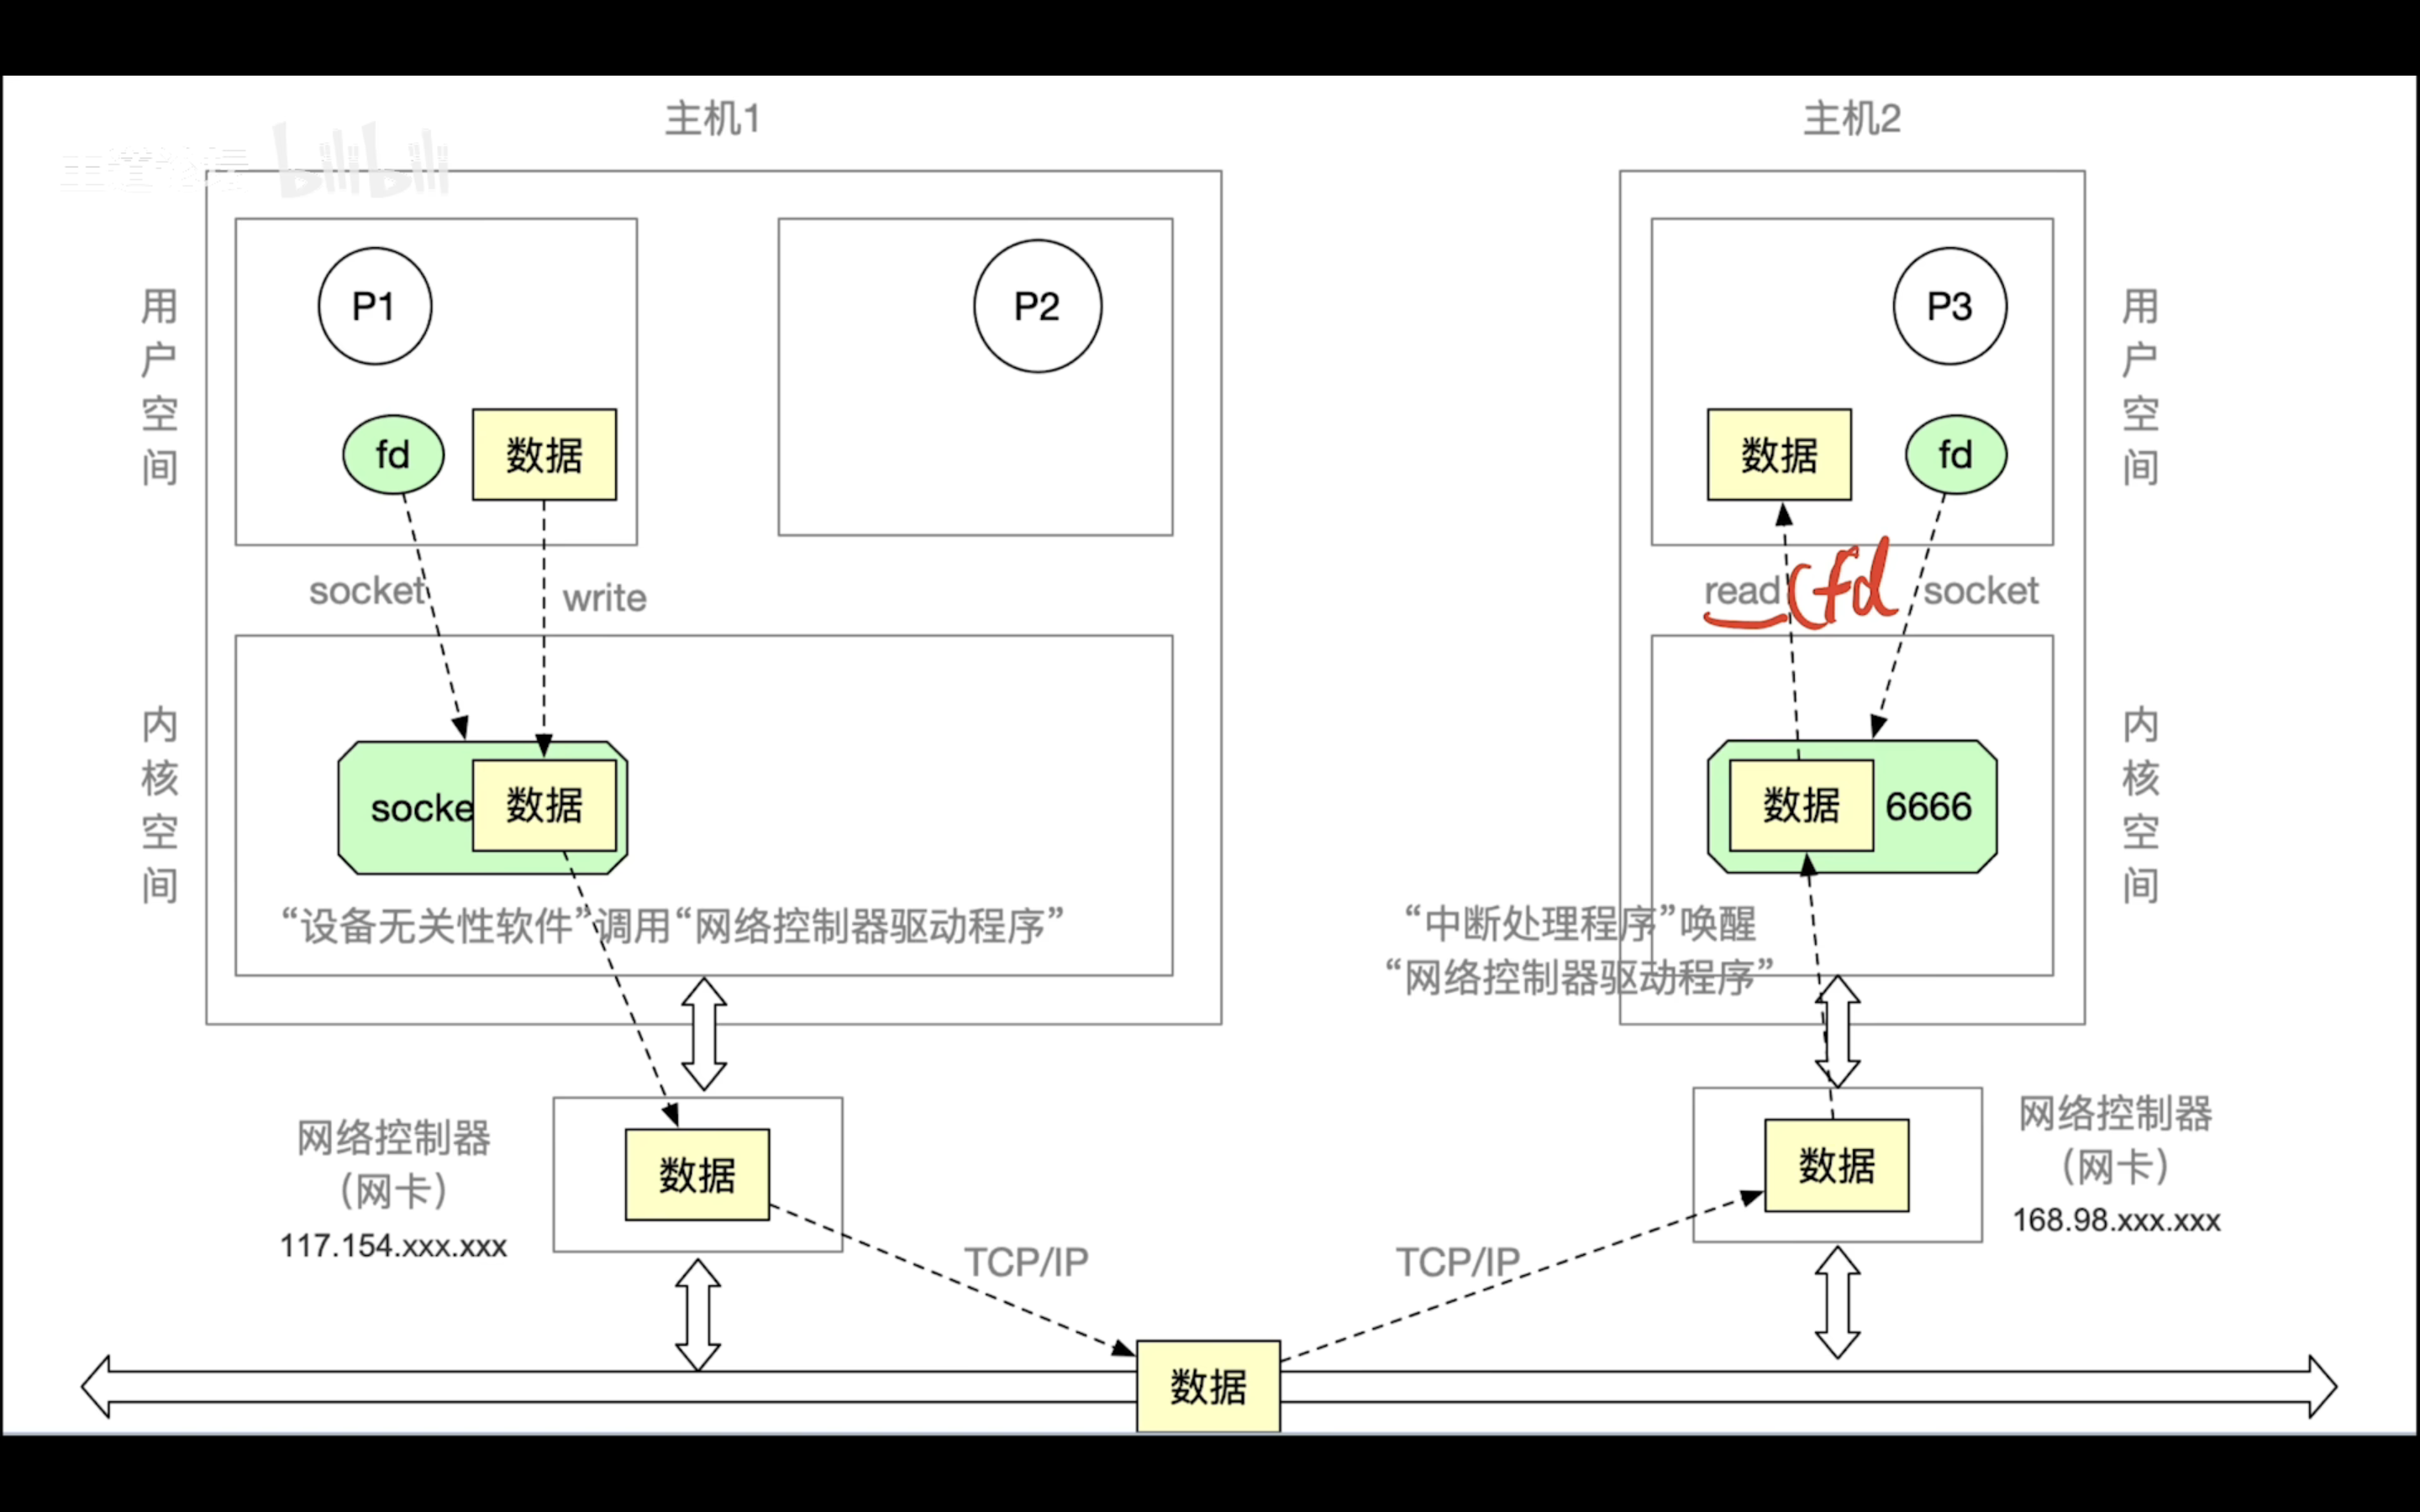 主机1
主机2
王道论坛 bilibili
用户空间
P1
P2
P3
用户空间
fd
数据
数据
fd
socket
write
read (fd
socket
内核空间
内核空间
socke
数据
数据
6666
“设备无关性软件”调用“网络控制器驱动程序”
“中断处理程序”唤醒
“网络控制器驱动程序”
网络控制器
（网卡）
117.154.xxx.xxx
数据
数据
网络控制器
（网卡）
168.98.xxx.xxx
TCP/IP
TCP/IP
数据